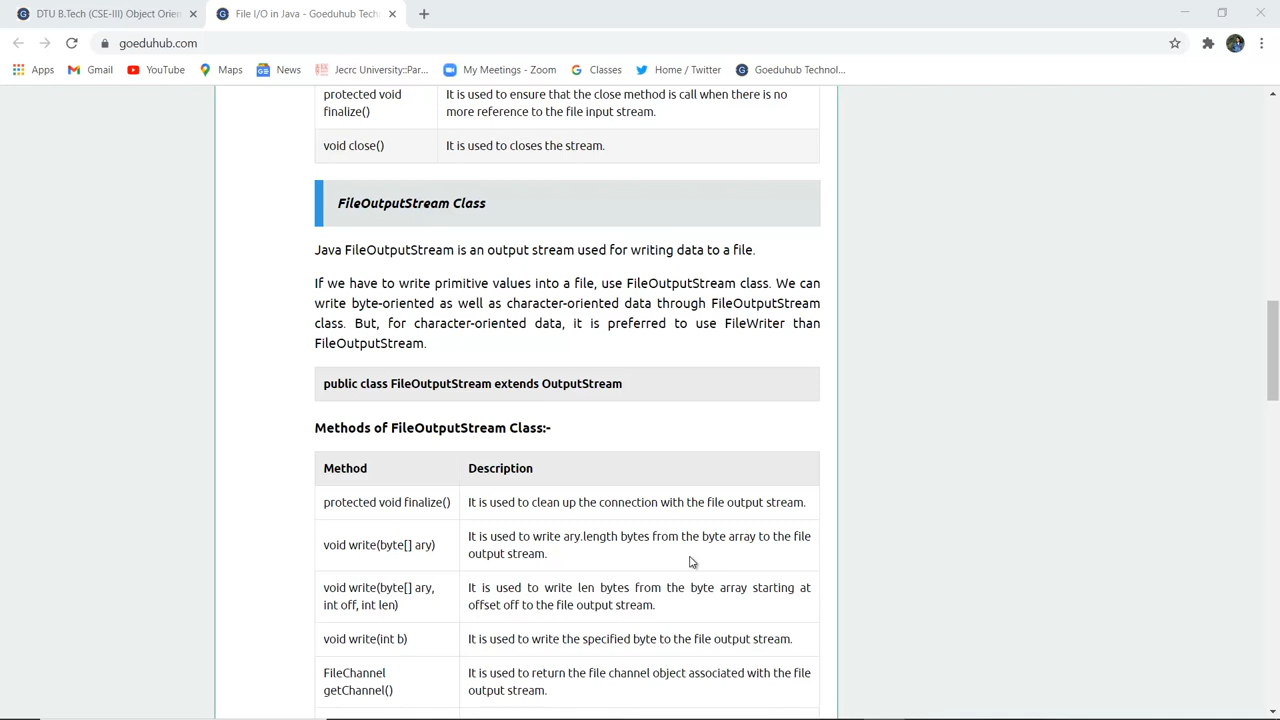 DTU B.Tech (CSE-III) Object Orien
File I/O in Java - Goeduhub Tech
goeduhub.com
Apps
Gmail
YouTube
Maps
News
Jecrc University::Par...
My Meetings - Zoom
Classes
Home / Twitter
Goeduhub Technol...
protected void
finalize()
It is used to ensure that the close method is call when there is no
more reference to the file input stream.
void close()
It is used to closes the stream.
FileOutputStream Class
Java FileOutputStream is an output stream used for writing data to a file.
If we have to write primitive values into a file, use FileOutputStream class. We can
write byte-oriented as well as character-oriented data through FileOutputStream
class. But, for character-oriented data, it is preferred to use FileWriter than
FileOutputStream.
public class FileOutputStream extends OutputStream
Methods of FileOutputStream Class:-
Method
Description
protected void finalize()
It is used to clean up the connection with the file output stream.
void write(byte[] ary)
It is used to write ary.length bytes from the byte array to the file
output stream.
void write(byte[] ary,
int off, int len)
It is used to write len bytes from the byte array starting at
offset off to the file output stream.
void write(int b)
It is used to write the specified byte to the file output stream.
FileChannel
getChannel()
It is used to return the file channel object associated with the file
output stream.